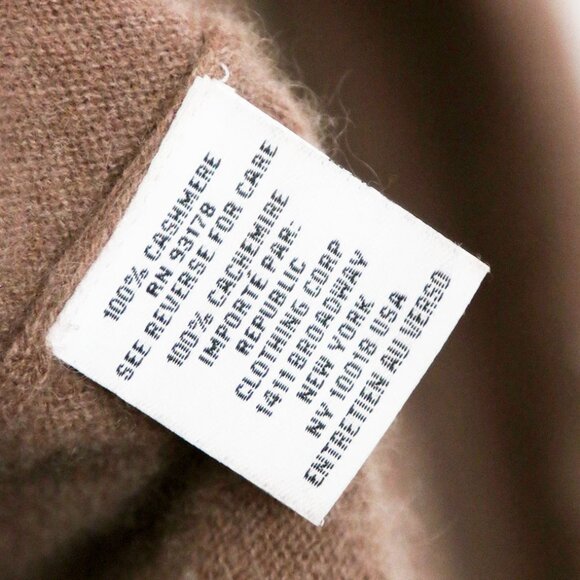 100% CASHMERE
RN 93178
SEE REVERSE FOR CARE
100% CACHEMIRE
IMPORTE PAR:
REPUBLIC
CLOTHING CORP
1411 BROADWAY
NEW YORK
NY 10018 USA
ENTRETIEN AU VERSO